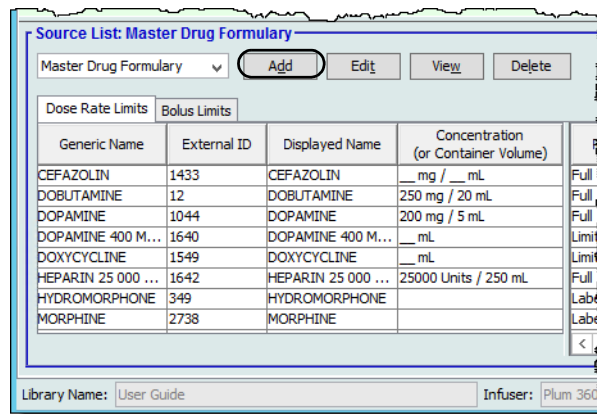 Source List: Master Drug Formulary
Master Drug Formulary Add Edit View Delete
Dose Rate Limits Bolus Limits
Generic Name External ID Displayed Name Concentration (or Container Volume)
CEFAZOLIN 1433 CEFAZOLIN __ mg / __ mL Full
DOBUTAMINE 12 DOBUTAMINE 250 mg / 20 mL Full
DOPAMINE 1044 DOPAMINE 200 mg / 5 mL Full
DOPAMINE 400 M... 1640 DOPAMINE 400 M... __ mL Limit
DOXYCYCLINE 1549 DOXYCYCLINE __ mL Limit
HEPARIN 25 000 ... 1642 HEPARIN 25 000 ... 25000 Units / 250 mL Full
HYDROMORPHONE 349 HYDROMORPHONE Labe
MORPHINE 2738 MORPHINE Labe
Library Name: User Guide Infuser: Plum 360